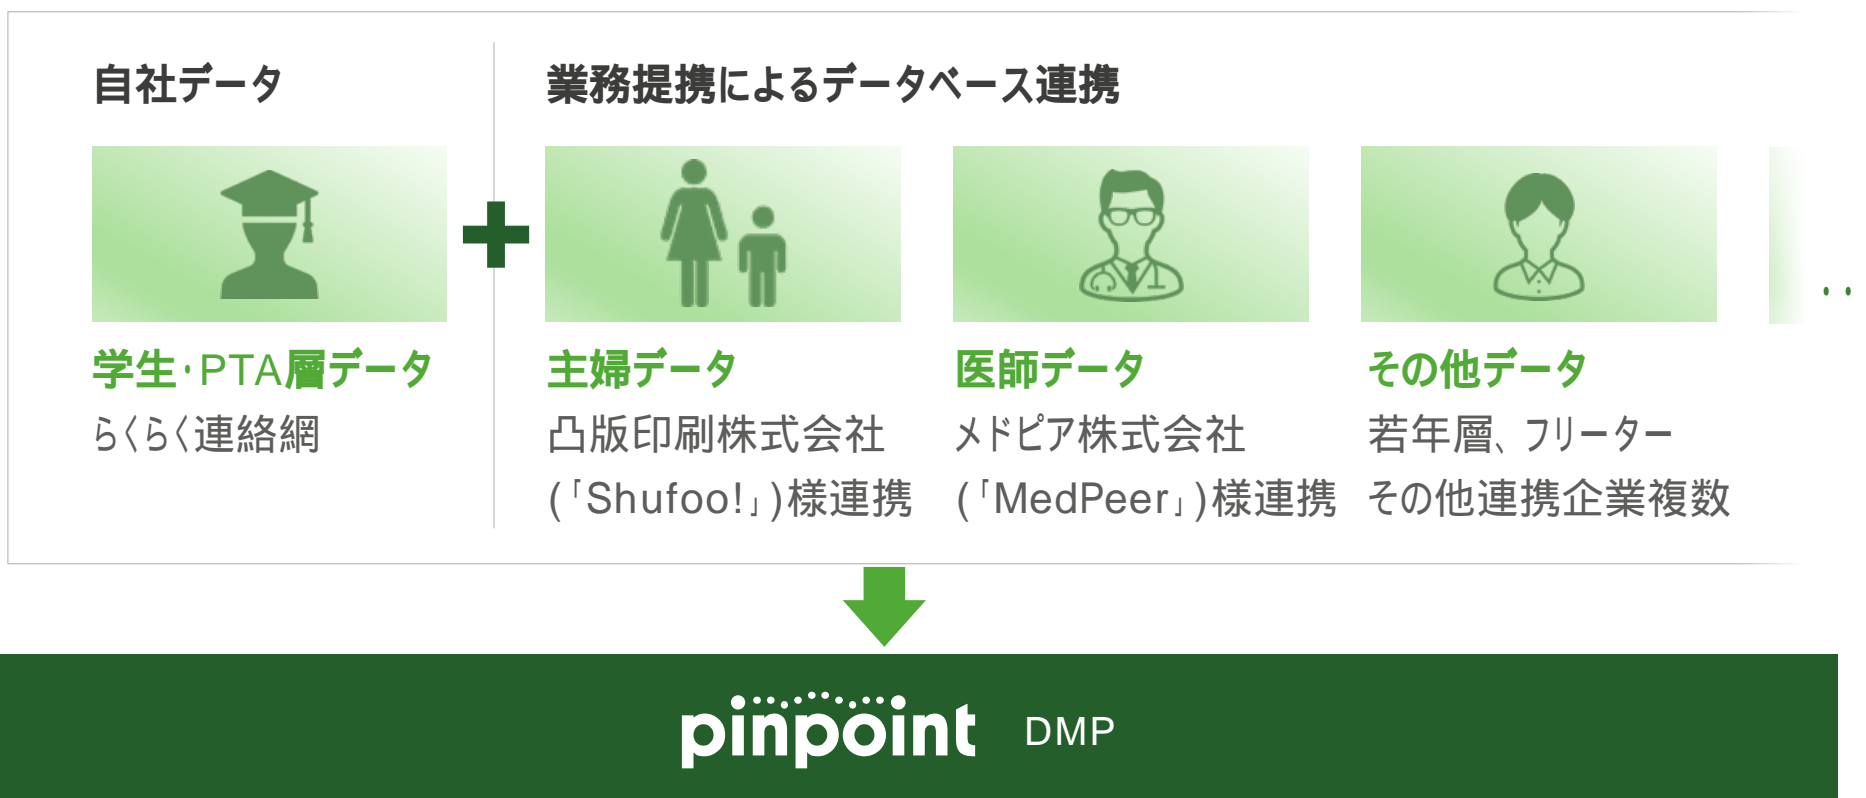 自社データ
業務提携によるデータベース連携
学生・PTA層データ
らくらく連絡網
主婦データ
凸版印刷株式会社
(「Shufoo!」)様連携
医師データ
メドピア株式会社
(「MedPeer」)様連携
その他データ
若年層、フリーター
その他連携企業複数
pinpoint DMP